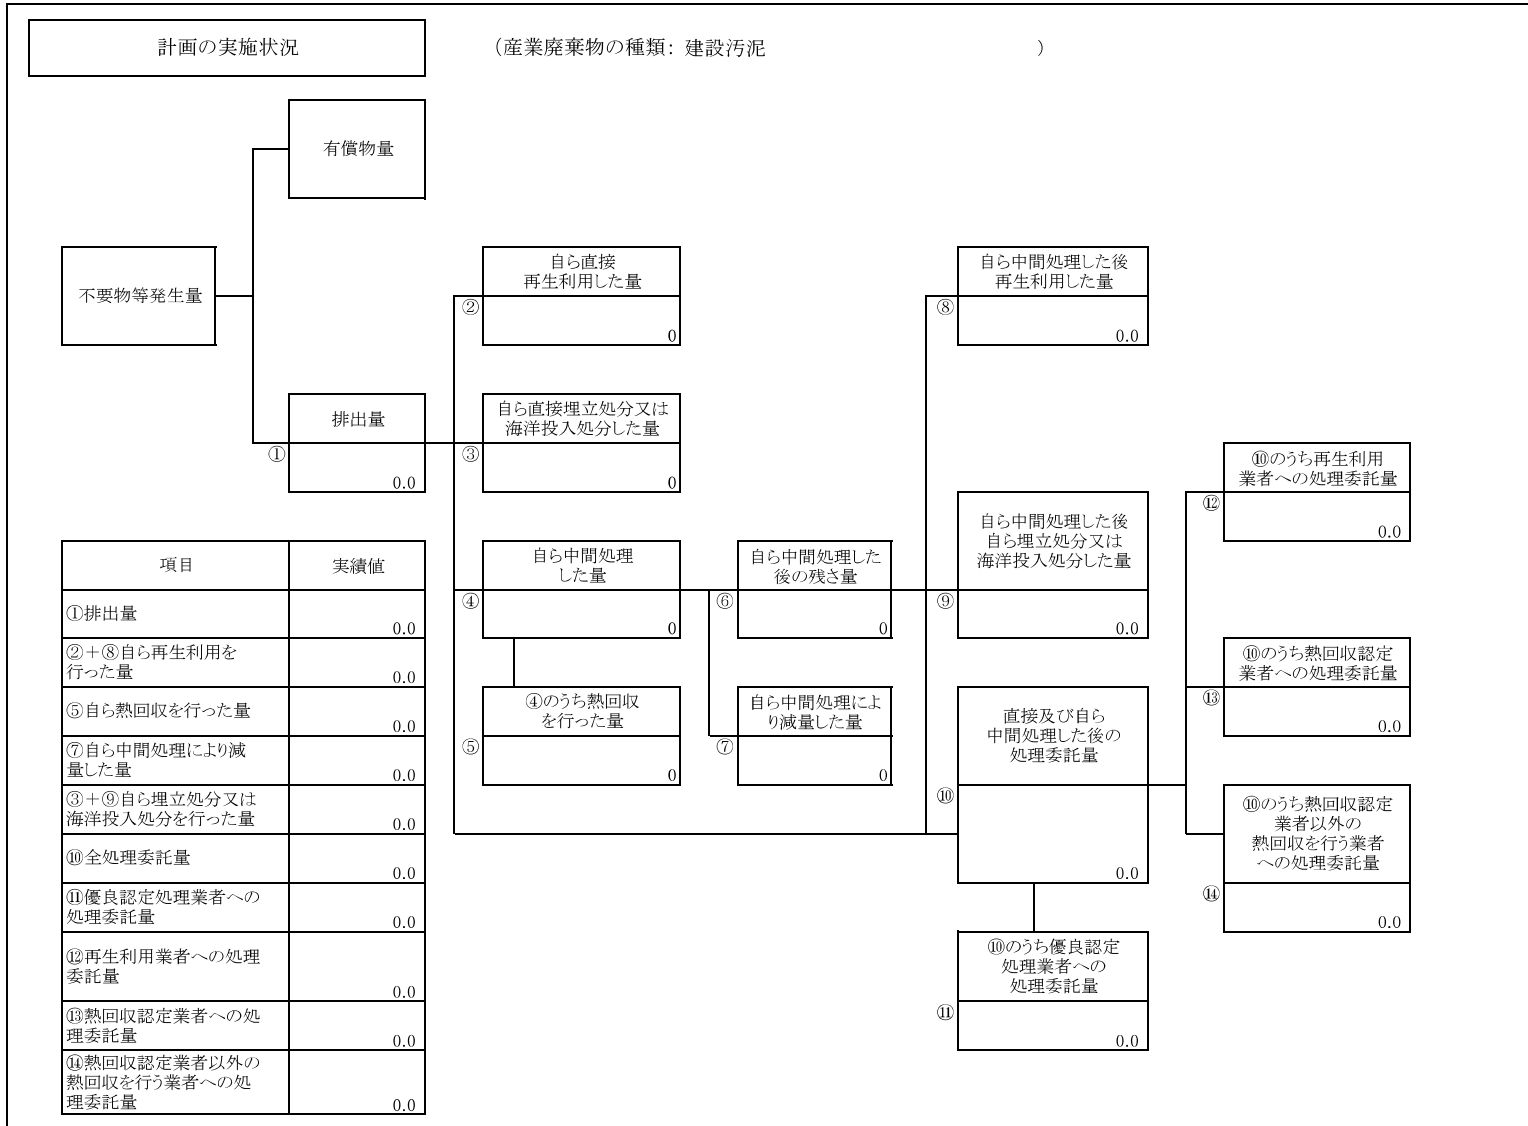 計画の実施状況
（産業廃棄物の種類：建設汚泥　　　　　　　　　　）
有償物量
不要物等発生量
排出量
①
0.0
自ら直接
再生利用した量
②
0
自ら直接埋立処分又は
海洋投入処分した量
③
0
自ら中間処理
した量
④
0
④のうち熱回収
を行った量
⑤
0
自ら中間処理した
後の残さ量
⑥
0
自ら中間処理によ
り減量した量
⑦
0
自ら中間処理した後
再生利用した量
⑧
0.0
自ら中間処理した後
自ら埋立処分又は
海洋投入処分した量
⑨
0.0
直接及び自ら
中間処理した後の
処理委託量
⑩
0.0
⑩のうち優良認定
処理業者への
処理委託量
⑪
0.0
⑩のうち再生利用
業者への処理委託量
⑫
0.0
⑩のうち熱回収認定
業者への処理委託量
⑬
0.0
⑩のうち熱回収認定
業者以外の
熱回収を行う業者
への処理委託量
⑭
0.0
項目
実績値
①排出量
0.0
②＋⑧自ら再生利用を
行った量
0.0
⑤自ら熱回収を行った量
0.0
⑦自ら中間処理により減
量した量
0.0
③＋⑨自ら埋立処分又は
海洋投入処分を行った量
0.0
⑩全処理委託量
0.0
⑪優良認定処理業者への
処理委託量
0.0
⑫再生利用業者への処理
委託量
0.0
⑬熱回収認定業者への処
理委託量
0.0
⑭熱回収認定業者以外の
熱回収を行う業者への処
理委託量
0.0